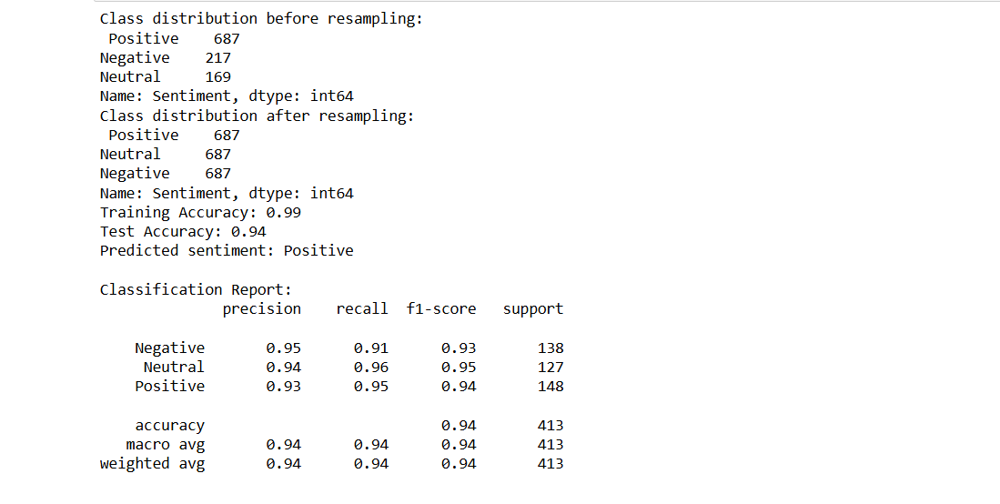 Class distribution before resampling:
 Positive    687
Negative    217
Neutral     169
Name: Sentiment, dtype: int64
Class distribution after resampling:
 Positive    687
Neutral     687
Negative    687
Name: Sentiment, dtype: int64
Training Accuracy: 0.99
Test Accuracy: 0.94
Predicted sentiment: Positive

Classification Report:
              precision    recall  f1-score   support

    Negative       0.95      0.91      0.93       138
     Neutral       0.94      0.96      0.95       127
    Positive       0.93      0.95      0.94       148

    accuracy                           0.94       413
   macro avg       0.94      0.94      0.94       413
weighted avg       0.94      0.94      0.94       413